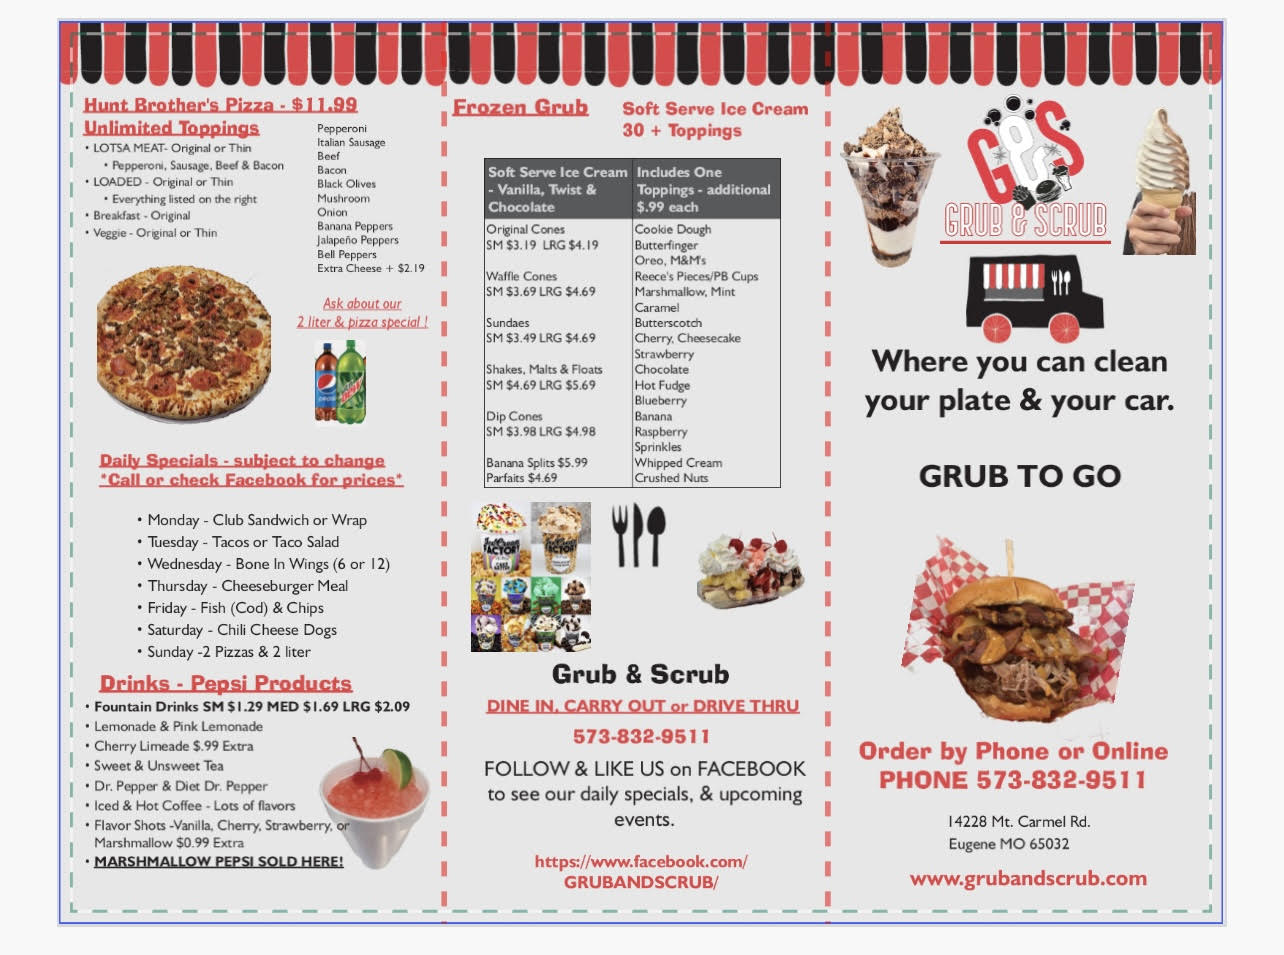 Hunt Brother's Pizza - $11.99
Unlimited Toppings
• LOTSA MEAT- Original or Thin
• Pepperoni, Sausage, Beef & Bacon
• LOADED - Original or Thin
• Everything listed on the right
• Breakfast - Original
• Veggie - Original or Thin
Pepperoni
Italian Sausage
Beef
Bacon
Black Olives
Mushroom
Onion
Banana Peppers
Jalapeño Peppers
Bell Peppers
Extra Cheese + $2.19
Ask about our
2 liter & pizza special !
Daily Specials - subject to change
*Call or check Facebook for prices*
• Monday - Club Sandwich or Wrap
• Tuesday - Tacos or Taco Salad
• Wednesday - Bone In Wings (6 or 12)
• Thursday - Cheeseburger Meal
• Friday - Fish (Cod) & Chips
• Saturday - Chili Cheese Dogs
• Sunday -2 Pizzas & 2 liter
Drinks - Pepsi Products
• Fountain Drinks SM $1.29 MED $1.69 LRG $2.09
• Lemonade & Pink Lemonade
• Cherry Limeade $.99 Extra
• Sweet & Unsweet Tea
• Dr. Pepper & Diet Dr. Pepper
• Iced & Hot Coffee - Lots of flavors
• Flavor Shots -Vanilla, Cherry, Strawberry, or
Marshmallow $0.99 Extra
• MARSHMALLOW PEPSI SOLD HERE!
Frozen Grub
Soft Serve Ice Cream
30 + Toppings
Soft Serve Ice Cream
- Vanilla, Twist &
Chocolate
Original Cones
SM $3.19 LRG $4.19
Waffle Cones
SM $3.69 LRG $4.69
Sundaes
SM $3.49 LRG $4.69
Shakes, Malts & Floats
SM $4.69 LRG $5.69
Dip Cones
SM $3.98 LRG $4.98
Banana Splits $5.99
Parfaits $4.69
Includes One
Toppings - additional
$.99 each
Cookie Dough
Butterfinger
Oreo, M&M's
Reece's Pieces/PB Cups
Marshmallow, Mint
Caramel
Butterscotch
Cherry, Cheesecake
Strawberry
Chocolate
Hot Fudge
Blueberry
Banana
Raspberry
Sprinkles
Whipped Cream
Crushed Nuts
Grub & Scrub
DINE IN, CARRY OUT or DRIVE THRU
573-832-9511
FOLLOW & LIKE US on FACEBOOK
to see our daily specials, & upcoming
events.
https://www.facebook.com/
GRUBANDSCRUB/
G&S
GRUB & SCRUB
Where you can clean
your plate & your car.
GRUB TO GO
Order by Phone or Online
PHONE 573-832-9511
14228 Mt. Carmel Rd.
Eugene MO 65032
www.grubandscrub.com